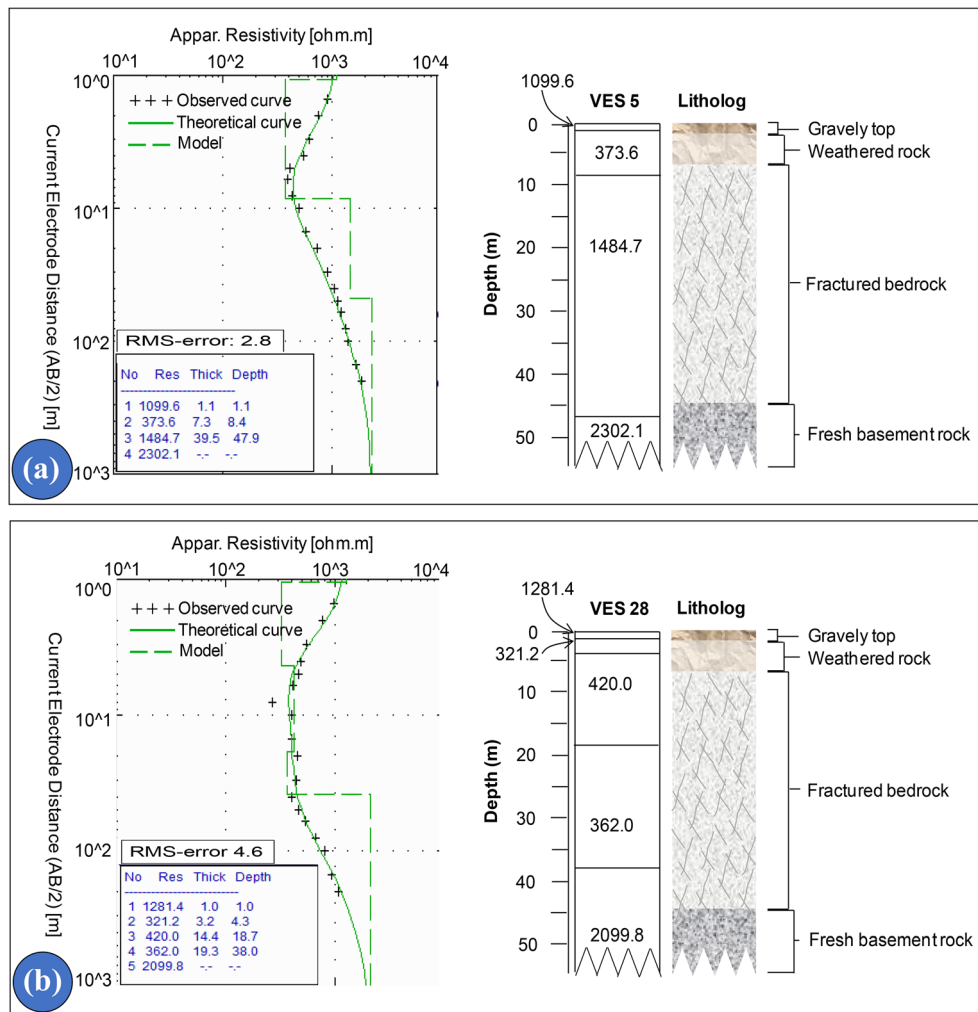 Appar. Resistivity [ohm.m]
10^1 10^2 10^3 10^4
10^0
10^1
10^2
10^3
Current Electrode Distance (AB/2) [m]
+++ Observed curve
Theoretical curve
Model
RMS-error: 2.8
No Res Thick Depth
1 1099.6 1.1 1.1
2 373.6 7.3 8.4
3 1484.7 39.5 47.9
4 2302.1 -.- -.-
(a)
1099.6
VES 5 Litholog
Depth (m)
0
10
20
30
40
50
373.6
1484.7
2302.1
Gravely top
Weathered rock
Fractured bedrock
Fresh basement rock
Appar. Resistivity [ohm.m]
10^1 10^2 10^3 10^4
10^0
10^1
10^2
10^3
Current Electrode Distance (AB/2) [m]
+++ Observed curve
Theoretical curve
Model
RMS-error 4.6
No Res Thick Depth
1 1281.4 1.0 1.0
2 321.2 3.2 4.3
3 420.0 14.4 18.7
4 362.0 19.3 38.0
5 2099.8 -.- -.-
(b)
1281.4
VES 28 Litholog
321.2
Depth (m)
0
10
20
30
40
50
420.0
362.0
2099.8
Gravely top
Weathered rock
Fractured bedrock
Fresh basement rock